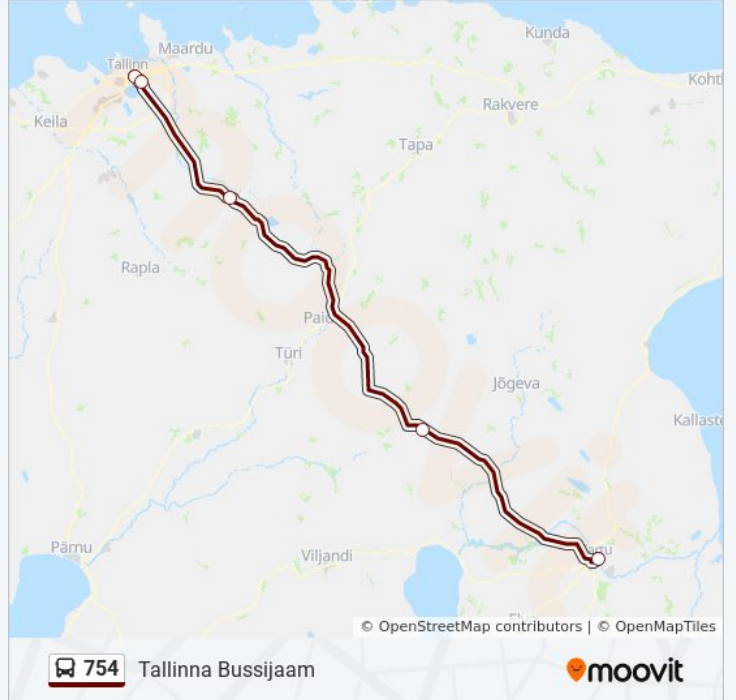 Kunda
Maardu
Tallinn
Kohtl
Rakvere
Keila
Tapa
Rapla
Paid
Türi
Jõgeva
Kallaste
Pärnu
Viljandi
© OpenStreetMap contributors | © OpenMapTiles
754 Tallinna Bussijaam
moovit